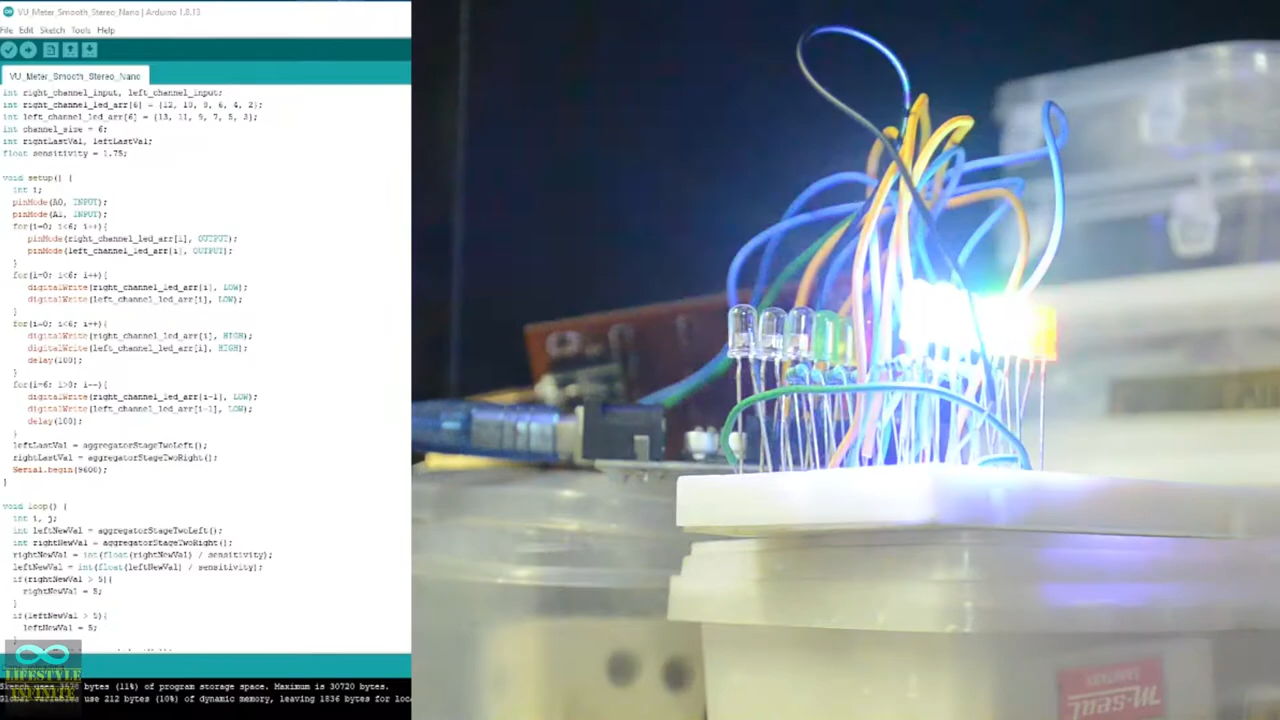 VU_Meter_Smooth_Stereo_Nano | Arduino 1.8.13
File Edit Sketch Tools Help
VU_Meter_Smooth_Stereo_Nano
int right_channel_input, left_channel_input;
int right_channel_led_arr[6] = {12, 10, 8, 6, 4, 2};
int left_channel_led_arr[6] = {13, 11, 9, 7, 5, 3};
int channel_size = 6;
int rightLastVal, leftLastVal;
float sensitivity = 1.75;
void setup() {
int i;
pinMode(A0, INPUT);
pinMode(A1, INPUT);
for(i=0; i<6; i++){
pinMode(right_channel_led_arr[i], OUTPUT);
pinMode(left_channel_led_arr[i], OUTPUT);
}
for(i=0; i<6; i++){
digitalWrite(right_channel_led_arr[i], LOW);
digitalWrite(left_channel_led_arr[i], LOW);
}
for(i=0; i<6; i++){
digitalWrite(right_channel_led_arr[i], HIGH);
digitalWrite(left_channel_led_arr[i], HIGH);
delay(100);
}
for(i=6; i>0; i--){
digitalWrite(right_channel_led_arr[i-1], LOW);
digitalWrite(left_channel_led_arr[i-1], LOW);
delay(100);
}
leftLastVal = aggregatorStageTwoLeft();
rightLastVal = aggregatorStageTwoRight();
Serial.begin(9600);
}
void loop() {
int i, j;
int leftNewVal = aggregatorStageTwoLeft();
int rightNewVal = aggregatorStageTwoRight();
rightNewVal = int(float(rightNewVal) / sensitivity);
leftNewVal = int(float(leftNewVal) / sensitivity);
if(rightNewVal > 5){
rightNewVal = 5;
}
if(leftNewVal > 5){
leftNewVal = 5;
LIFESTYLE
INFINITE
Sketch uses bytes (11%) of program storage space. Maximum is 30720 bytes.
Global variables use 212 bytes (10%) of dynamic memory, leaving 1836 bytes for
M-seal